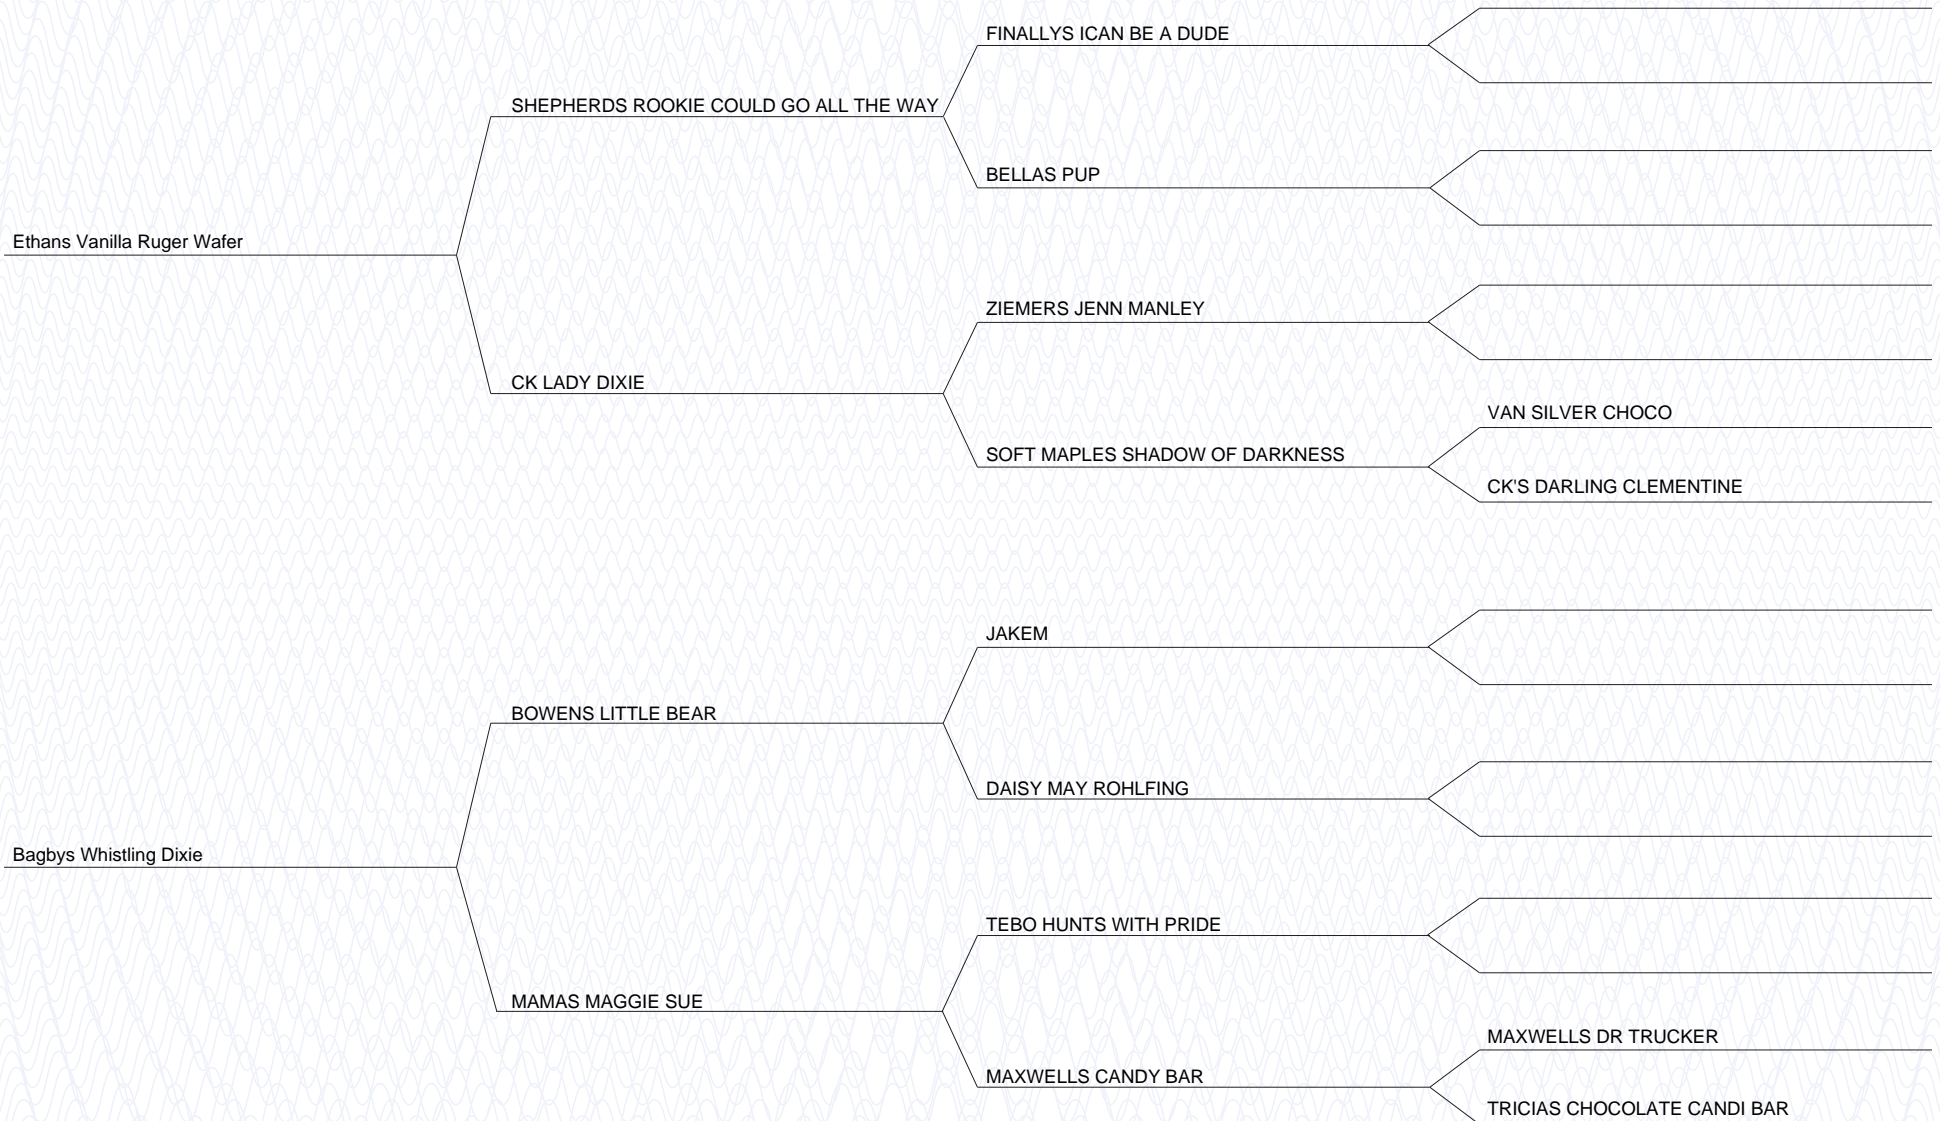 FINALLYS ICAN BE A DUDE
SHEPHERDS ROOKIE COULD GO ALL THE WAY
BELLAS PUP
Ethans Vanilla Ruger Wafer
ZIEMERS JENN MANLEY
CK LADY DIXIE
VAN SILVER CHOCO
SOFT MAPLES SHADOW OF DARKNESS
CK'S DARLING CLEMENTINE
JAKEM
BOWENS LITTLE BEAR
DAISY MAY ROHLFING
Bagbys Whistling Dixie
TEBO HUNTS WITH PRIDE
MAMAS MAGGIE SUE
MAXWELLS DR TRUCKER
MAXWELLS CANDY BAR
TRICIAS CHOCOLATE CANDI BAR